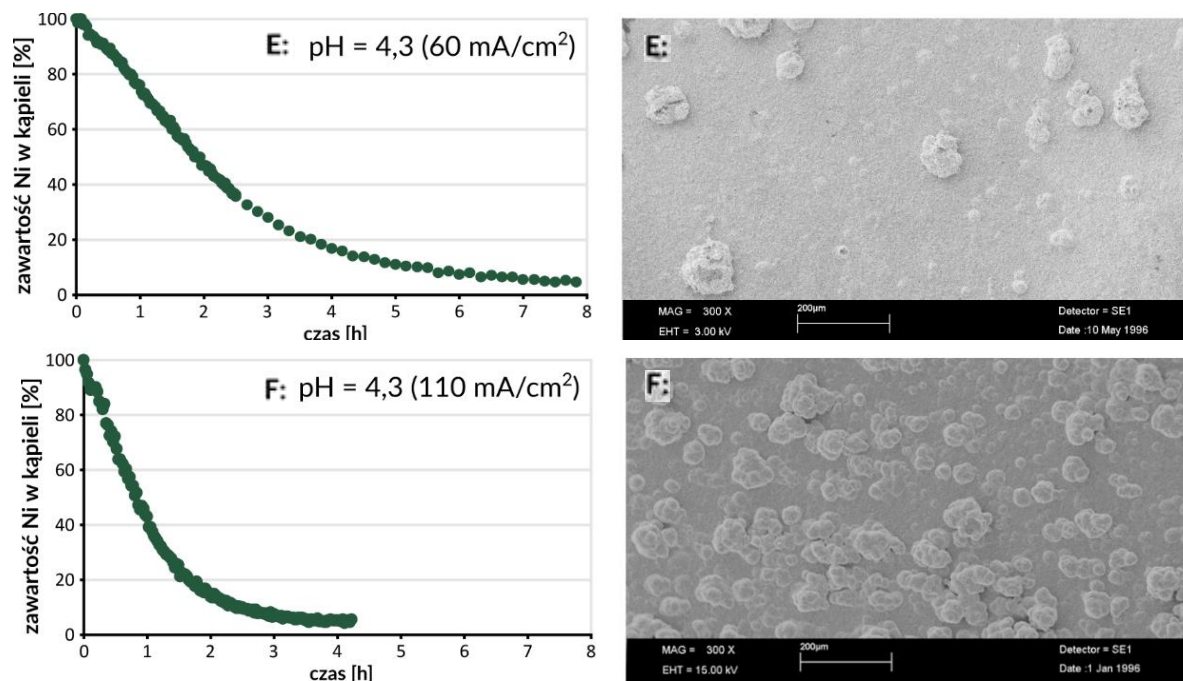 E: pH = 4,3 (60 mA/cm²)
zawartość Ni w kąpieli [%]
100
80
60
40
20
0
0 1 2 3 4 5 6 7 8
czas [h]
E:
MAG = 300 X
200µm
Detector = SE1
EHT = 3.00 kV
Date :10 May 1996
F: pH = 4,3 (110 mA/cm²)
zawartość Ni w kąpieli [%]
100
80
60
40
20
0
0 1 2 3 4 5 6 7 8
czas [h]
F:
MAG = 300 X
200µm
Detector = SE1
EHT = 15.00 kV
Date :1 Jan 1996